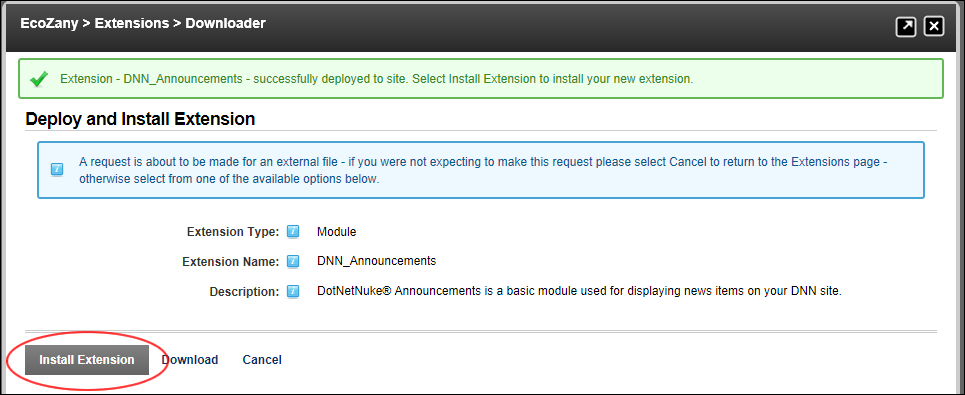 EcoZany > Extensions > Downloader
Extension - DNN_Announcements - successfully deployed to site. Select Install Extension to install your new extension.
Deploy and Install Extension
A request is about to be made for an external file - if you were not expecting to make this request please select Cancel to return to the Extensions page -
otherwise select from one of the available options below.
Extension Type: Module
Extension Name: DNN_Announcements
Description: DotNetNuke® Announcements is a basic module used for displaying news items on your DNN site.
Install Extension Download Cancel